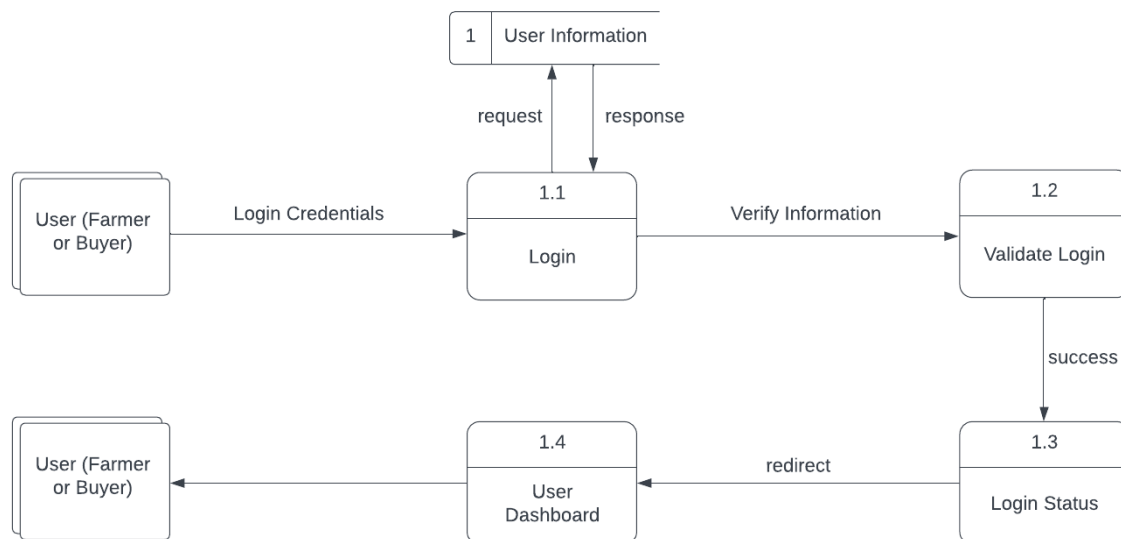 1 User Information
request
response
User (Farmer
or Buyer)
Login Credentials
1.1
Login
Verify Information
1.2
Validate Login
success
User (Farmer
or Buyer)
1.4
User
Dashboard
redirect
1.3
Login Status